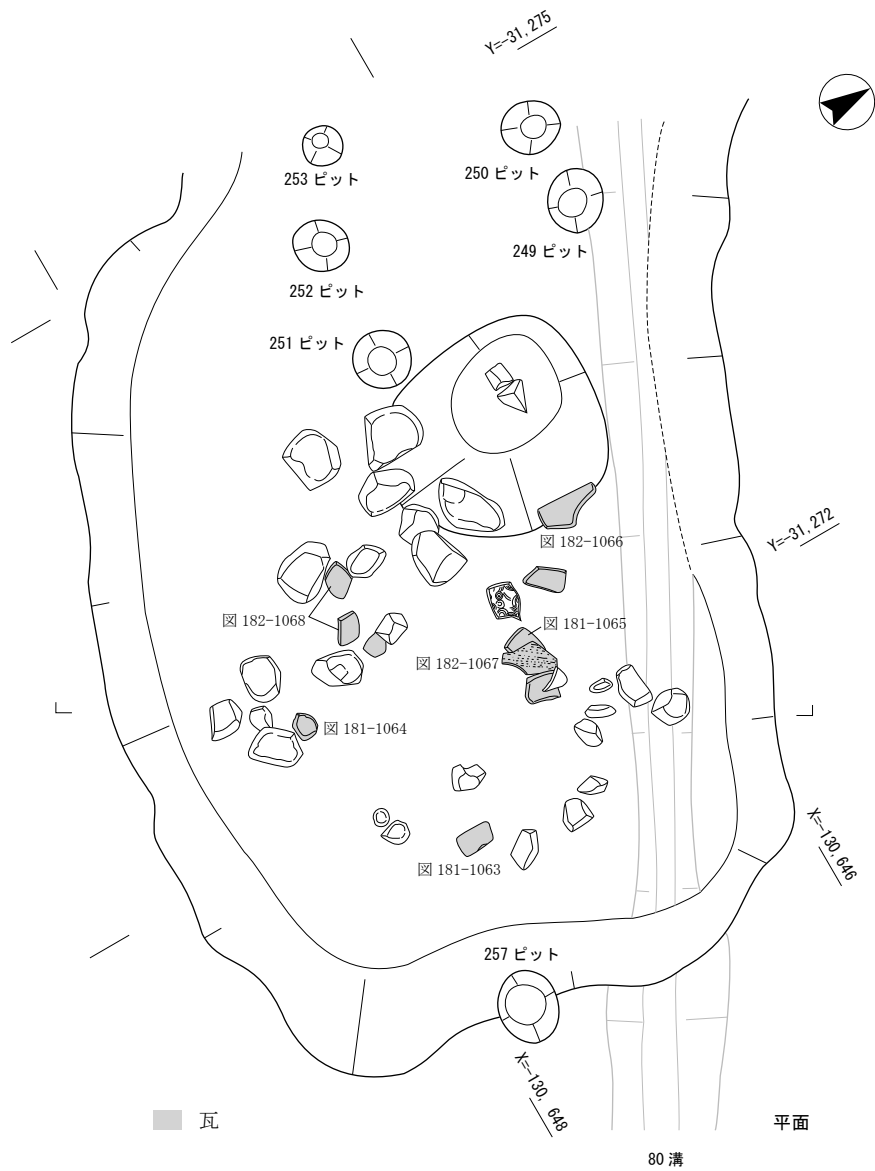 Y=-31,275
253 ピット
250 ピット
249 ピット
252 ピット
251 ピット
Y=-31,272
図 182-1066
図 182-1068
図 181-1065
図 182-1067
図 181-1064
X=-130,646
図 181-1063
257 ピット
X=-130, 648
瓦
平面
80 溝